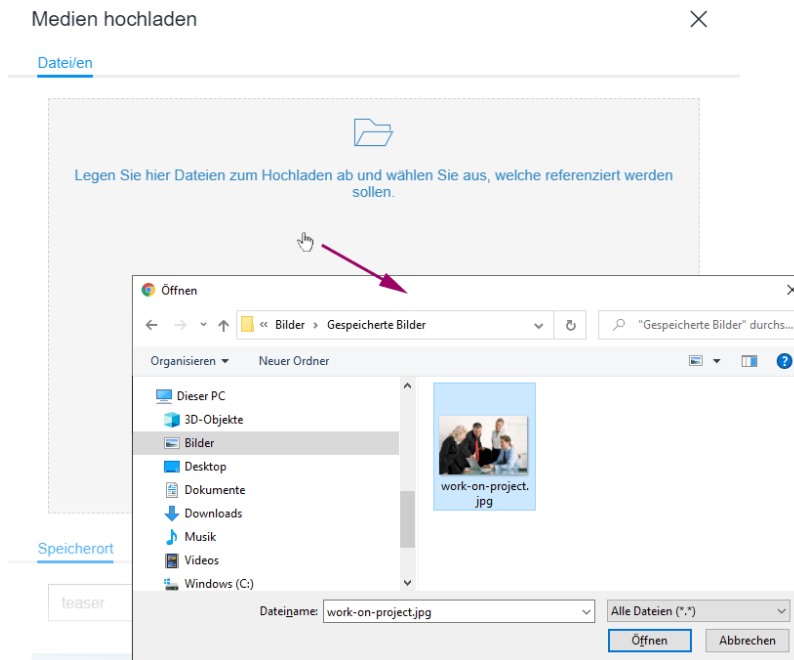 Medien hochladen
Datei/en
Legen Sie hier Dateien zum Hochladen ab und wählen Sie aus, welche referenziert werden
sollen.
Öffnen
« Bilder › Gespeicherte Bilder
"Gespeicherte Bilder" durchs...
Organisieren
Neuer Ordner
Dieser PC
3D-Objekte
Bilder
Desktop
Dokumente
Downloads
Musik
Videos
Windows (C:)
work-on-project.
jpg
Speicherort
teaser
Dateiname: work-on-project.jpg
Alle Dateien (*.*)
Öffnen
Abbrechen